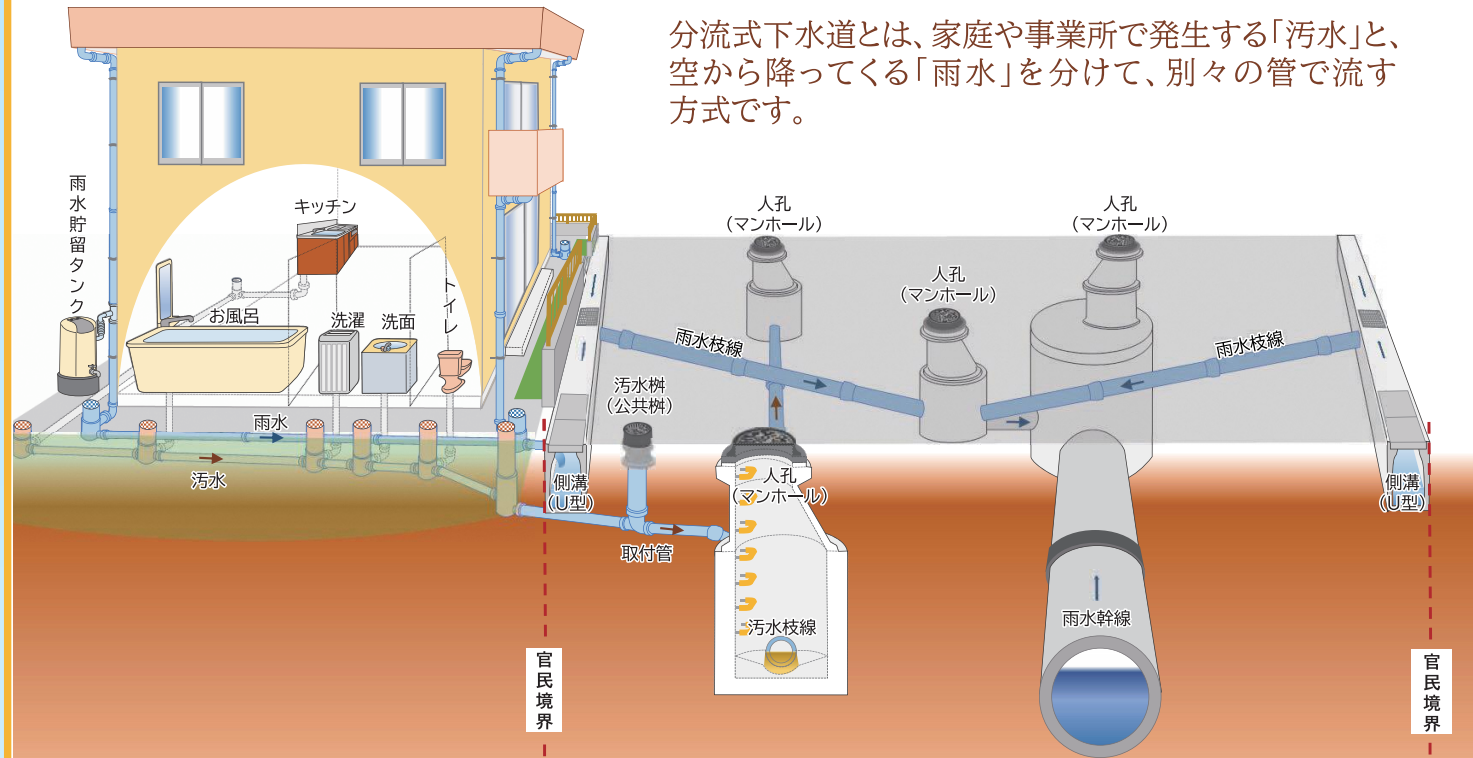 分流式下水道とは、家庭や事業所で発生する「汚水」と、
空から降ってくる「雨水」を分けて、別々の管で流す
方式です。
雨水貯留タンク
キッチン
お風呂
洗濯
洗面
トイレ
人孔
（マンホール）
人孔
（マンホール）
人孔
（マンホール）
雨水枝線
雨水枝線
汚水桝
（公共桝）
雨水
汚水
側溝
（U型）
人孔
（マンホール）
側溝
（U型）
取付管
汚水枝線
雨水幹線
官民境界
官民境界